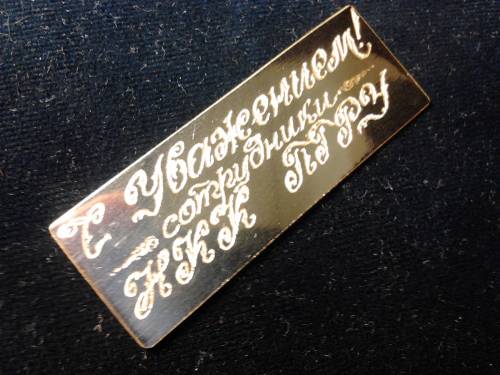 С Уважением!
сотрудники
НКК ПГРУ